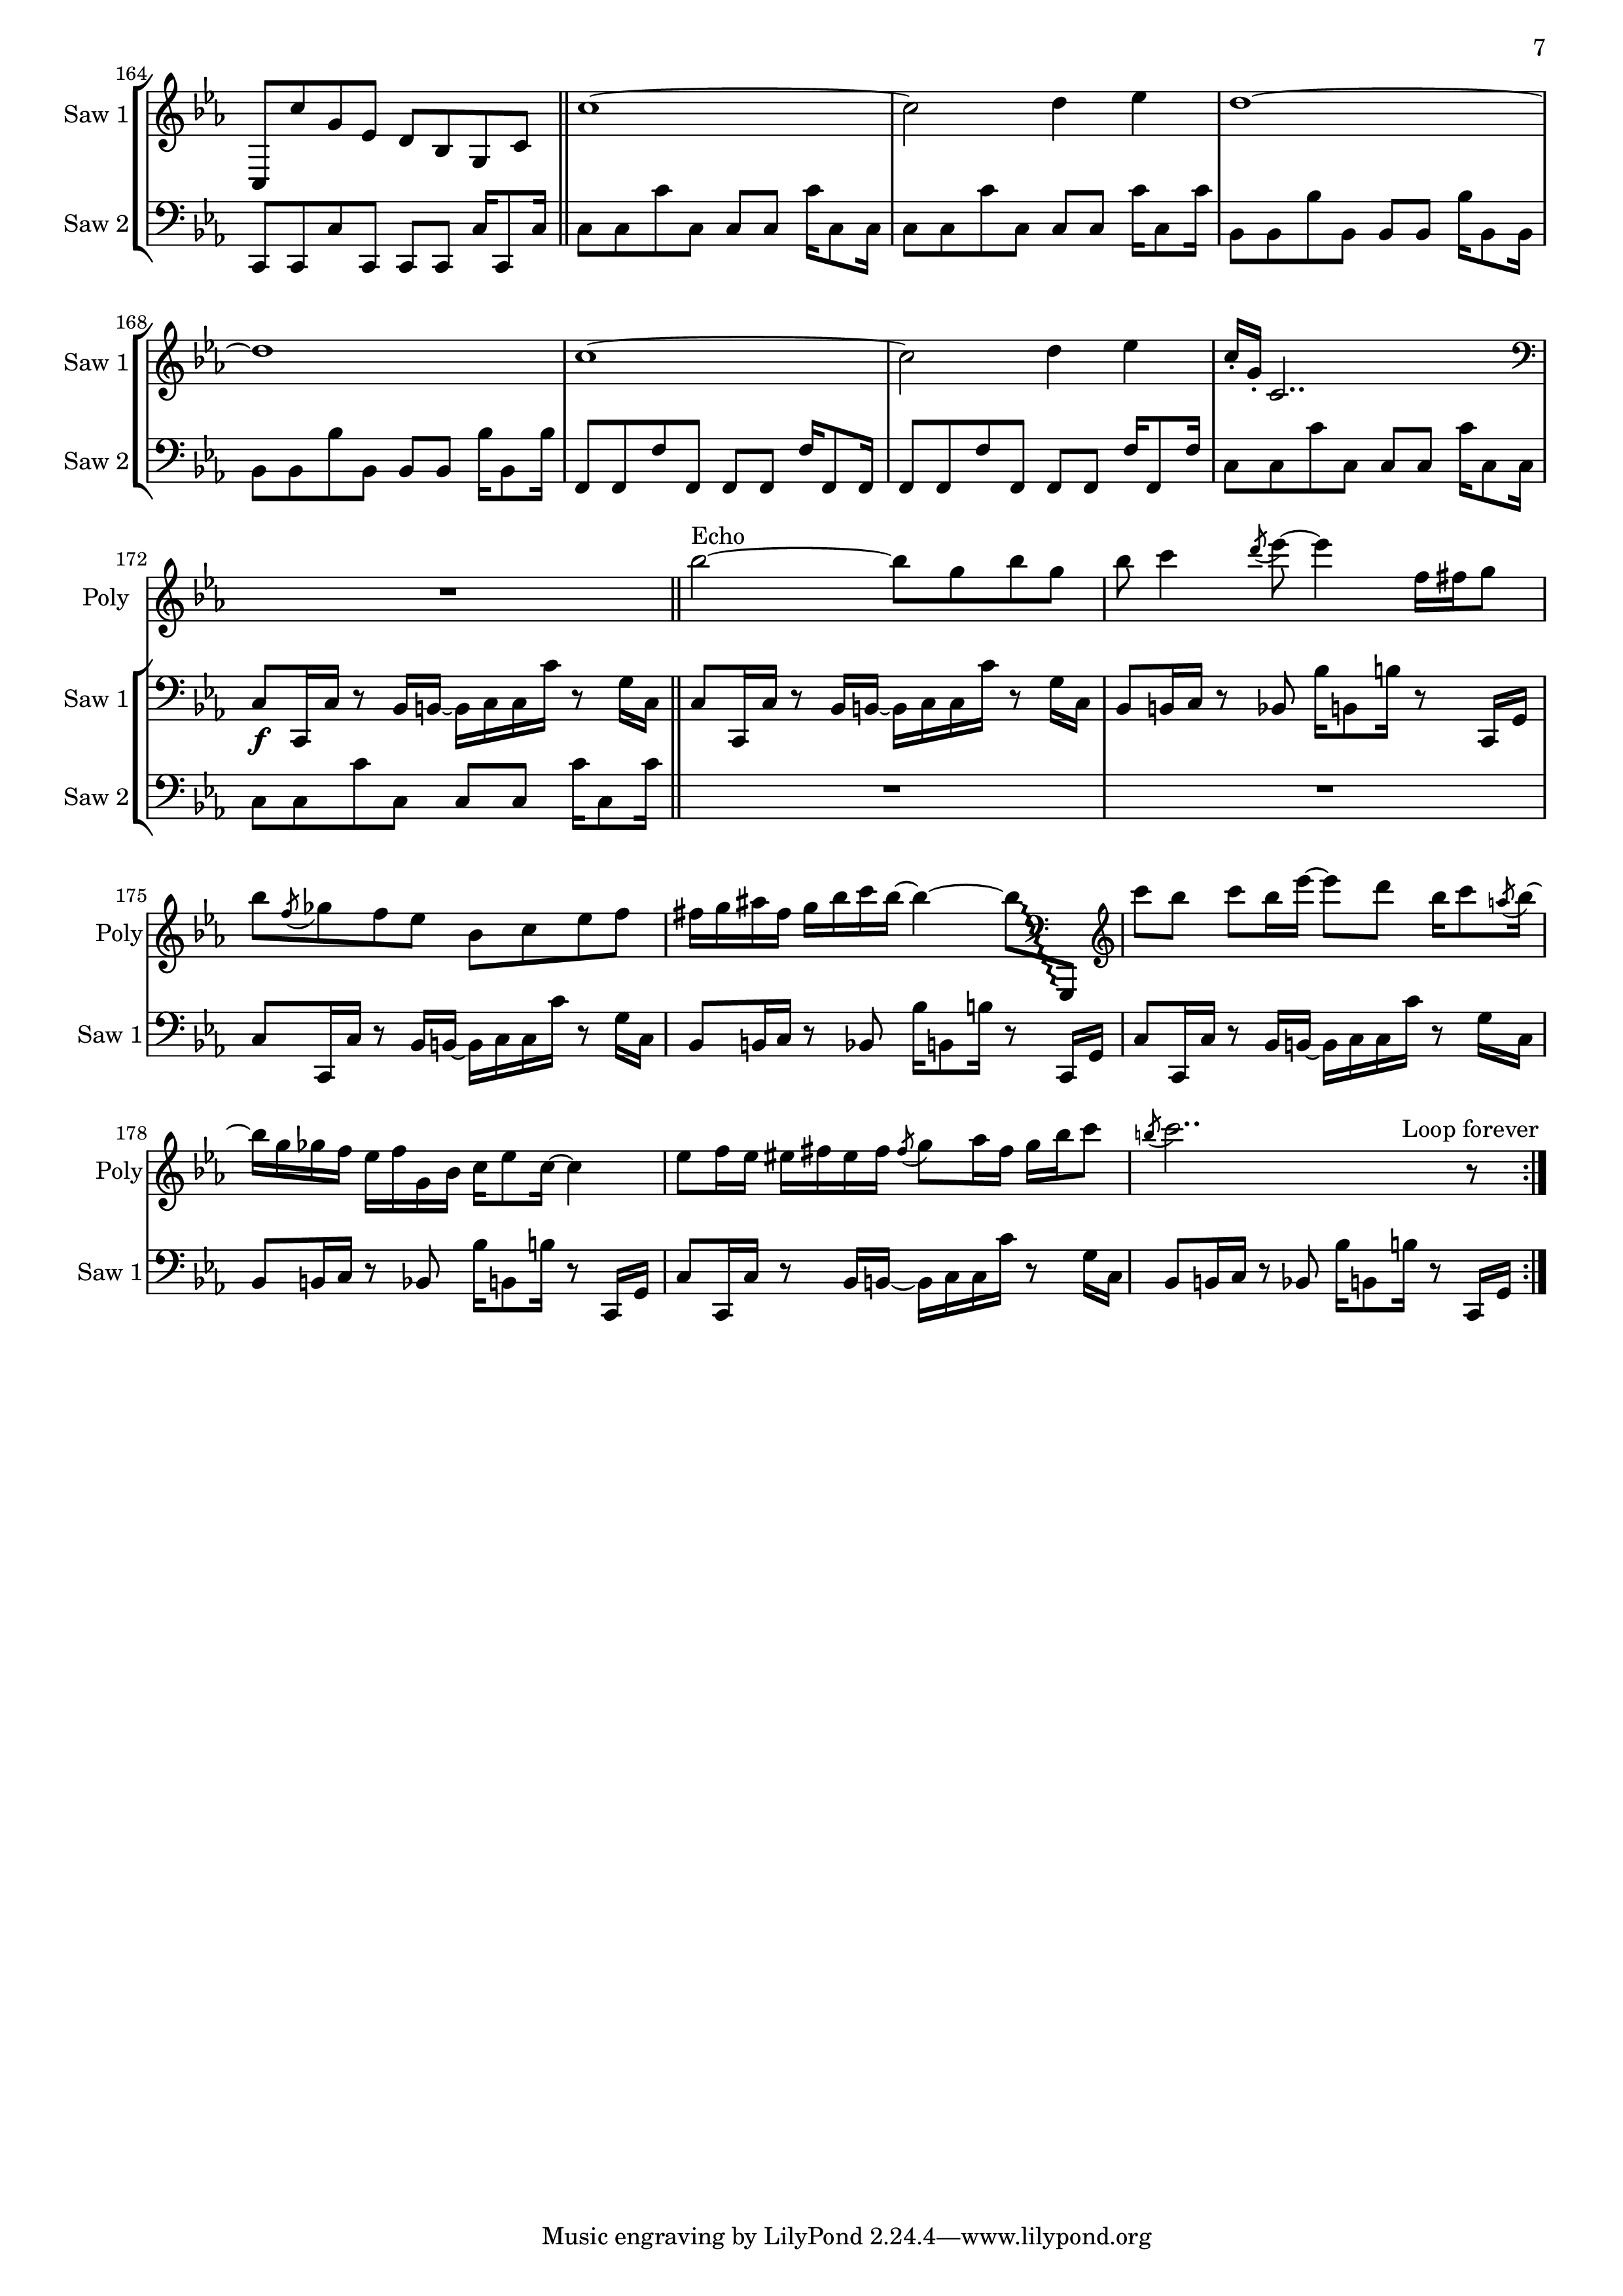 7
164
Saw 1
Saw 2
168
Saw 1
Saw 2
172
Echo
Poly
Saw 1
f
Saw 2
175
Poly
Saw 1
178
Loop forever
Poly
Saw 1
Music engraving by LilyPond 2.24.4—www.lilypond.org